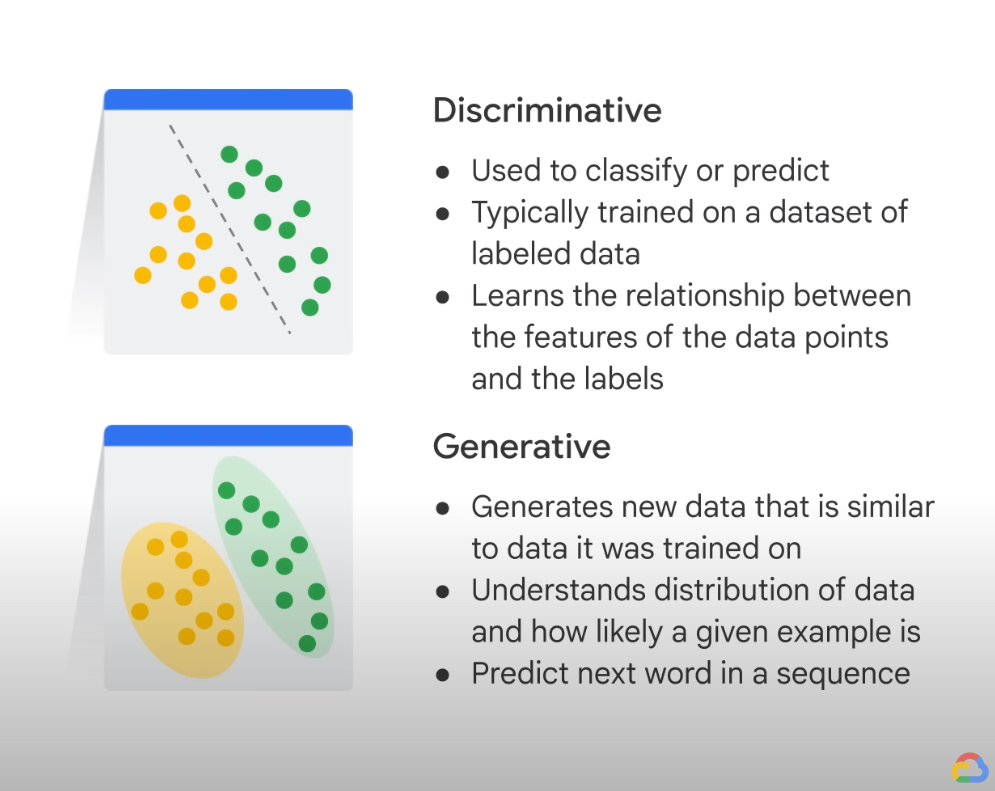 Discriminative
● Used to classify or predict
● Typically trained on a dataset of
labeled data
● Learns the relationship between
the features of the data points
and the labels
Generative
● Generates new data that is similar
to data it was trained on
● Understands distribution of data
and how likely a given example is
● Predict next word in a sequence